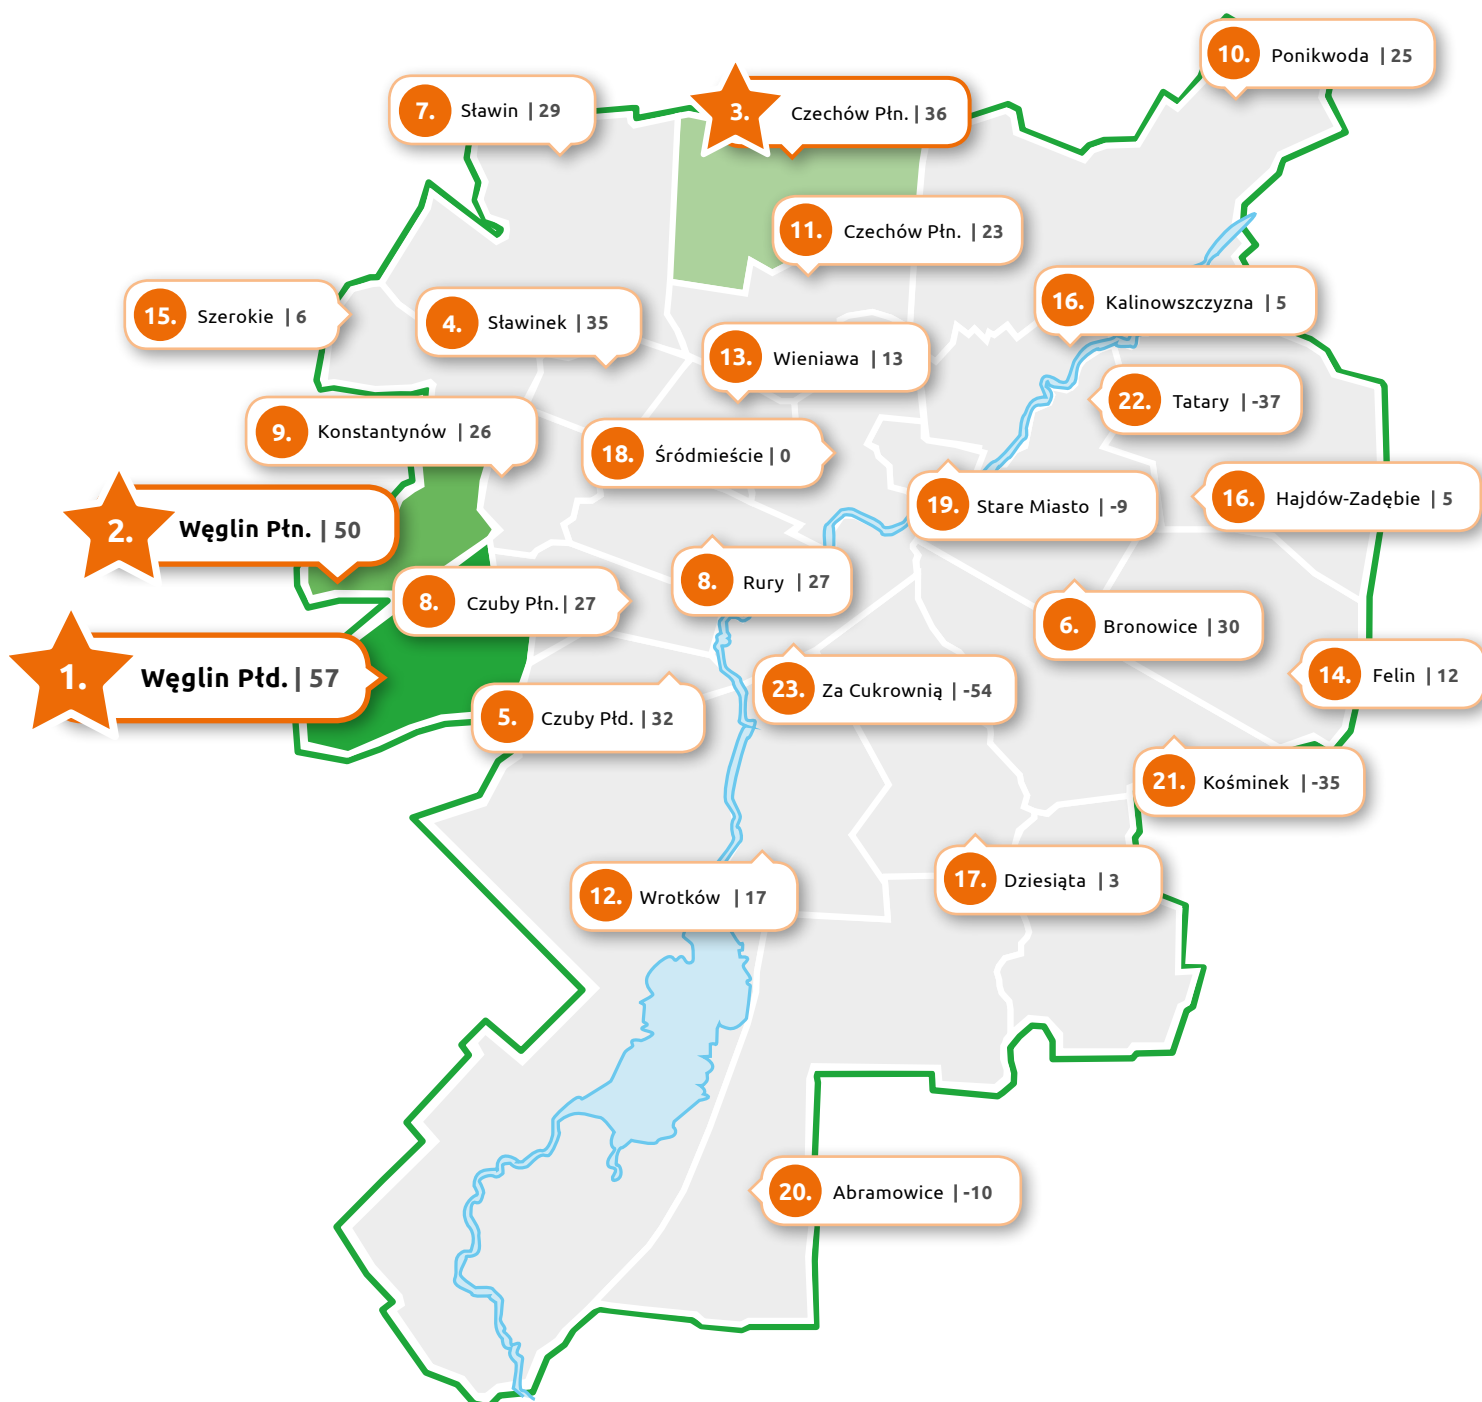 10. Ponikwoda | 25
7. Sławin | 29
3. Czechów Płn. | 36
11. Czechów Płn. | 23
16. Kalinowszczyzna | 5
15. Szerokie | 6
4. Sławinek | 35
13. Wieniawa | 13
22. Tatary | -37
9. Konstantynów | 26
18. Śródmieście | 0
16. Hajdów-Zadębie | 5
19. Stare Miasto | -9
2. Węglin Płn. | 50
8. Rury | 27
8. Czuby Płn. | 27
6. Bronowice | 30
1. Węglin Płd. | 57
14. Felin | 12
23. Za Cukrownią | -54
5. Czuby Płd. | 32
21. Kośminek | -35
17. Dziesiąta | 3
12. Wrotków | 17
20. Abramowice | -10